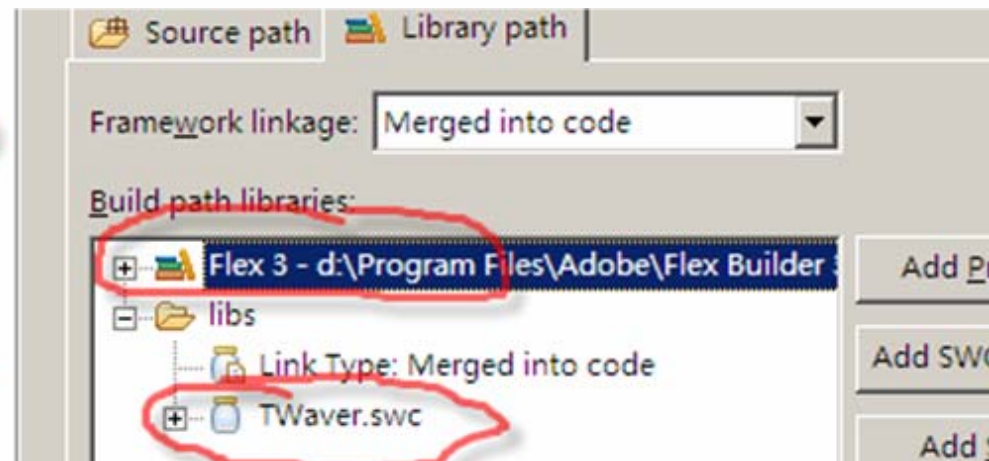 Source path
Library path
Framework linkage: Merged into code
Build path libraries:
Flex 3 - d:\Program Files\Adobe\Flex Builder
libs
Link Type: Merged into code
TWaver.swc
Add
Add SWC
Add